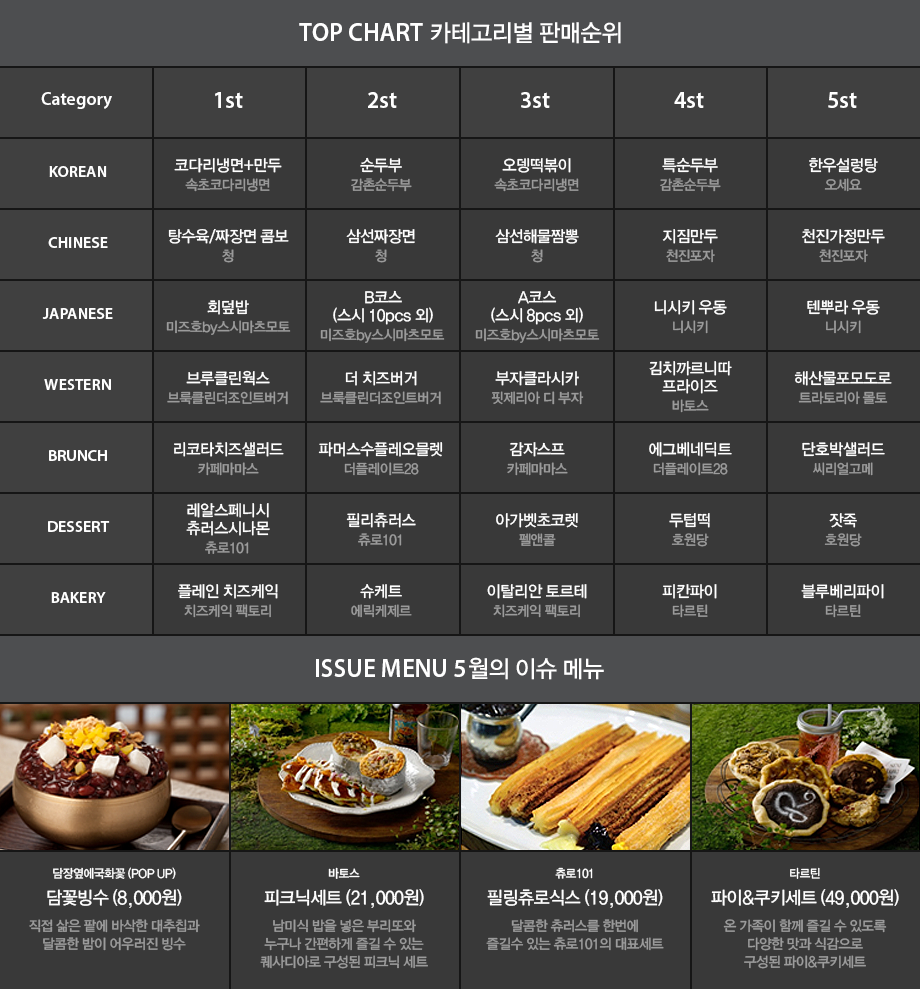 TOP CHART 카테고리별 판매순위
Category 1st 2st 3st 4st 5st
KOREAN 코다리냉면+만두 순두부 오뎅떡볶이 특순두부 한우설렁탕
속초코다리냉면 감촌순두부 속초코다리냉면 감촌순두부 오세요
CHINESE 탕수육/짜장면 콤보 삼선짜장면 삼선해물짬뽕 지짐만두 천진가정만두
청 청 청 천진포자 천진포자
JAPANESE 회덮밥 B코스 A코스 니시키 우동 텐뿌라 우동
(스시 10pcs 외) (스시 8pcs 외)
미즈호by스시마츠모토 미즈호by스시마츠모토 미즈호by스시마츠모토 니시키 니시키
WESTERN 브루클린웍스 더 치즈버거 부자클라시카 김치까르니따 해산물포모도로
프라이즈
브룩클린더조인트버거 브룩클린더조인트버거 핏제리아 디 부자 바토스 트라토리아 몰토
BRUNCH 리코타치즈샐러드 파머스수플레오믈렛 감자스프 에그베네딕트 단호박샐러드
카페마마스 더플레이트28 카페마마스 더플레이트28 씨리얼고메
DESSERT 레알스페니시 필리츄러스 아가벳초코렛 두텁떡 잣죽
츄러스시나몬
츄로101 츄로101 펠앤콜 호원당 호원당
BAKERY 플레인 치즈케익 슈케트 이탈리안 토르테 피칸파이 블루베리파이
치즈케익 팩토리 에릭케제르 치즈케익 팩토리 타르틴 타르틴
ISSUE MENU 5월의 이슈 메뉴
담장옆에국화꽃 (POP UP)
담꽃빙수 (8,000원)
직접 삶은 팥에 바삭한 대추칩과
달콤한 밤이 어우러진 빙수
바토스
피크닉세트 (21,000원)
남미식 밥을 넣은 부리또와
누구나 간편하게 즐길 수 있는
퀘사디아로 구성된 피크닉 세트
츄로101
필링츄로식스 (19,000원)
달콤한 츄러스를 한번에
즐길수 있는 츄로101의 대표세트
타르틴
파이&쿠키세트 (49,000원)
온 가족이 함께 즐길 수 있도록
다양한 맛과 식감으로
구성된 파이&쿠키세트